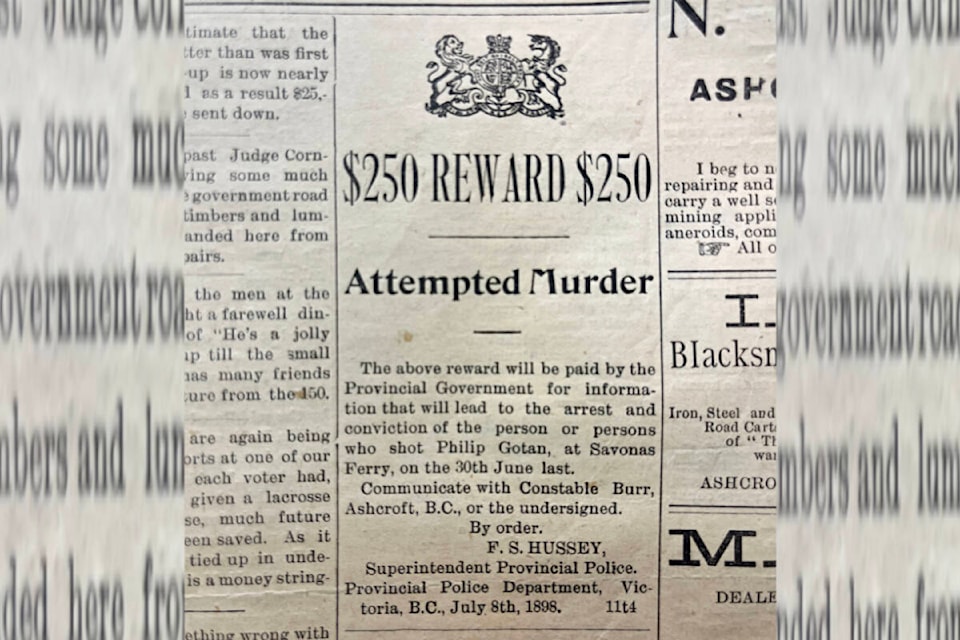 timate that the
tter than was first
-up is now nearly
l as a result $25,-
sent down.
past Judge Corn-
ving some much
government road
timbers and lum-
anded here from
pairs.
the men at the
ht a farewell din-
of "He's a jolly
up till the small
has many friends
ure from the 150.
are again being
orts at one of our
each voter had,
given a lacrosse
se, much future
een saved. As it
tied up in unde-
is a money string-
ething wrong with
$250 REWARD $250
Attempted Murder
The above reward will be paid by the
Provincial Government for informa-
tion that will lead to the arrest and
conviction of the person or persons
who shot Philip Gotan, at Savonas
Ferry, on the 30th June last.
Communicate with Constable Burr,
Ashcroft, B.C., or the undersigned.
By order.
F. S. HUSSEY,
Superintendent Provincial Police.
Provincial Police Department, Vic-
toria, B.C., July 8th, 1898. 11t4
N.
ASHC
I beg to n
repairing and
carry a well s
mining appli
aneroids, com
All o
I.
Blacksm
Iron, Steel and
Road Cart
of "Th
wa
ASHCRO
M.
DEALE